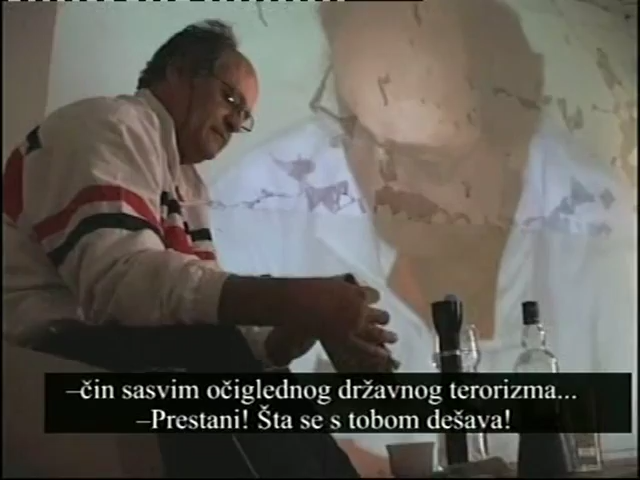 –čin sasvim očiglednog državnog terorizma...
–Prestani! Šta se s tobom dešava!